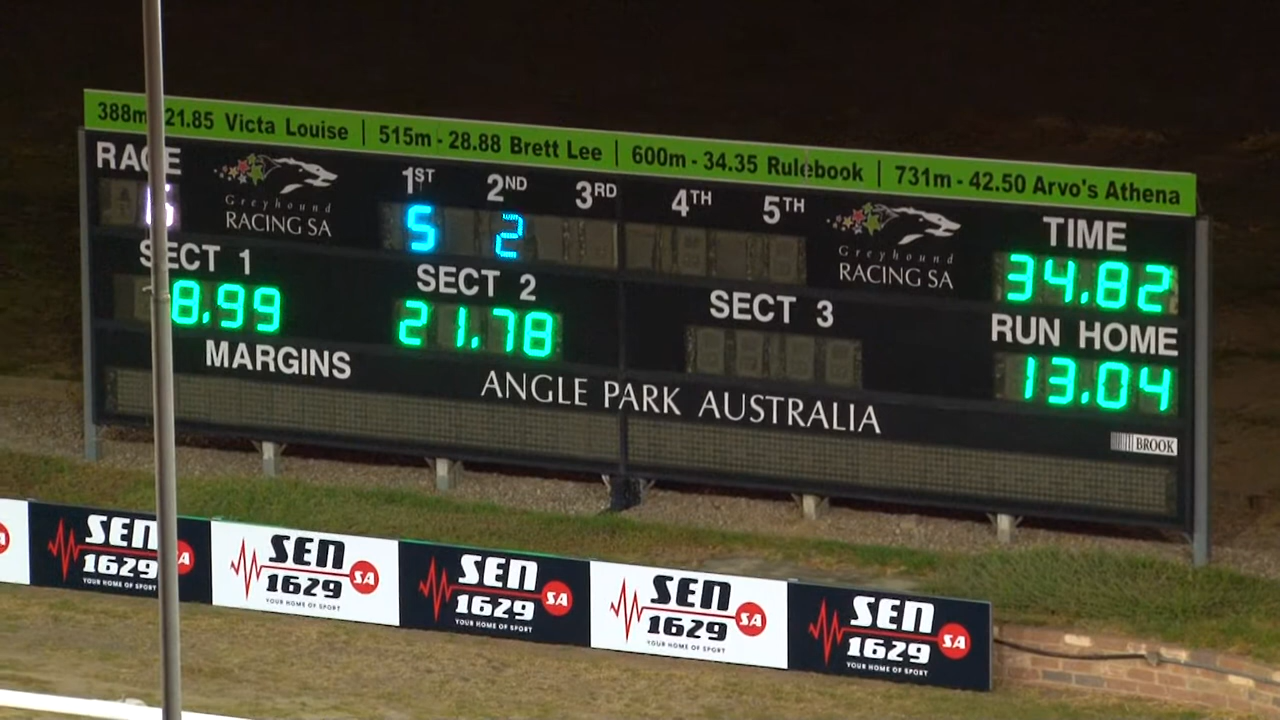 388m 21.85 Victa Louise | 515m - 28.88 Brett Lee | 600m - 34.35 Rulebook | 731m - 42.50 Arvo's Athena
RACE
Greyhound
RACING SA
1ST 2ND 3RD 4TH 5TH
5 2
Greyhound
RACING SA
TIME
34.82
SECT 1
8.99
SECT 2
21.78
SECT 3
RUN HOME
13.04
MARGINS
ANGLE PARK AUSTRALIA
BROOK
SEN
1629 SA
YOUR HOME OF SPORT
SEN
1629 SA
YOUR HOME OF SPORT
SEN
1629 SA
YOUR HOME OF SPORT
SEN
1629 SA
YOUR HOME OF SPORT
SEN
1629 SA
YOUR HOME OF SPORT